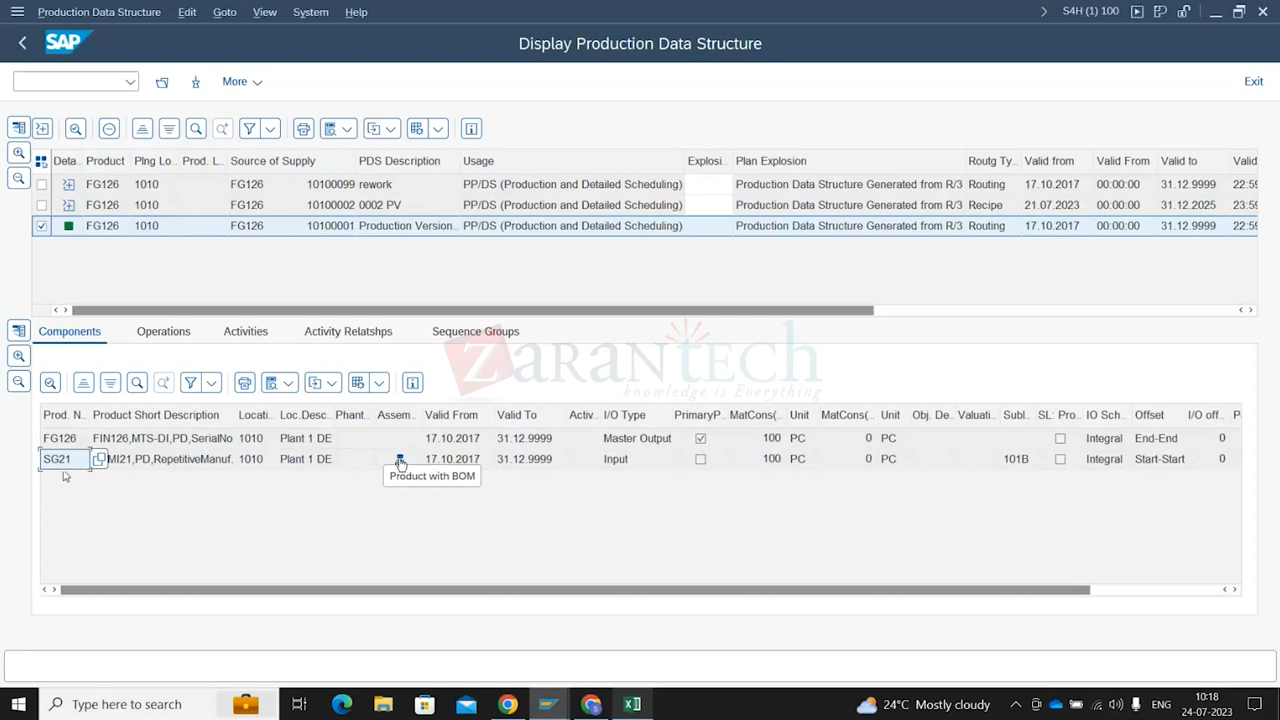 Production Data Structure Edit Goto View System Help S4H (1) 100
SAP Display Production Data Structure
More Exit
Deta.. Product Plng Lo.. Prod. L.. Source of Supply PDS Description Usage Explosi.. Plan Explosion Routg Ty.. Valid from Valid From Valid to Valid
FG126 1010 FG126 10100099 rework PP/DS (Production and Detailed Scheduling) Production Data Structure Generated from R/3 Routing 17.10.2017 00:00:00 31.12.9999 22:59
FG126 1010 FG126 10100002 0002 PV PP/DS (Production and Detailed Scheduling) Production Data Structure Generated from R/3 Recipe 21.07.2023 00:00:00 31.12.2025 23:59
FG126 1010 FG126 10100001 Production Version... PP/DS (Production and Detailed Scheduling) Production Data Structure Generated from R/3 Routing 17.10.2017 00:00:00 31.12.9999 22:59
Components Operations Activities Activity Relatshps Sequence Groups
ZARANTECH
knowledge is Everything
Prod. N.. Product Short Description Locati.. Loc.Desc.. Phant.. Assem... Valid From Valid To Activ.. I/O Type PrimaryP.. MatCons( Unit MatCons( Unit Obj. De.. Valuati.. Subl.. SL: Pro.. IO Sch.. Offset I/O off..
FG126 FIN126,MTS-DI,PD,SerialNo 1010 Plant 1 DE 17.10.2017 31.12.9999 Master Output 100 PC 0 PC Integral End-End 0
SG21 MI21,PD,RepetitiveManuf. 1010 Plant 1 DE 17.10.2017 31.12.9999 Input 100 PC 0 PC 101B Integral Start-Start 0
Product with BOM
Type here to search 24°C Mostly cloudy ENG 10:18
24-07-2023